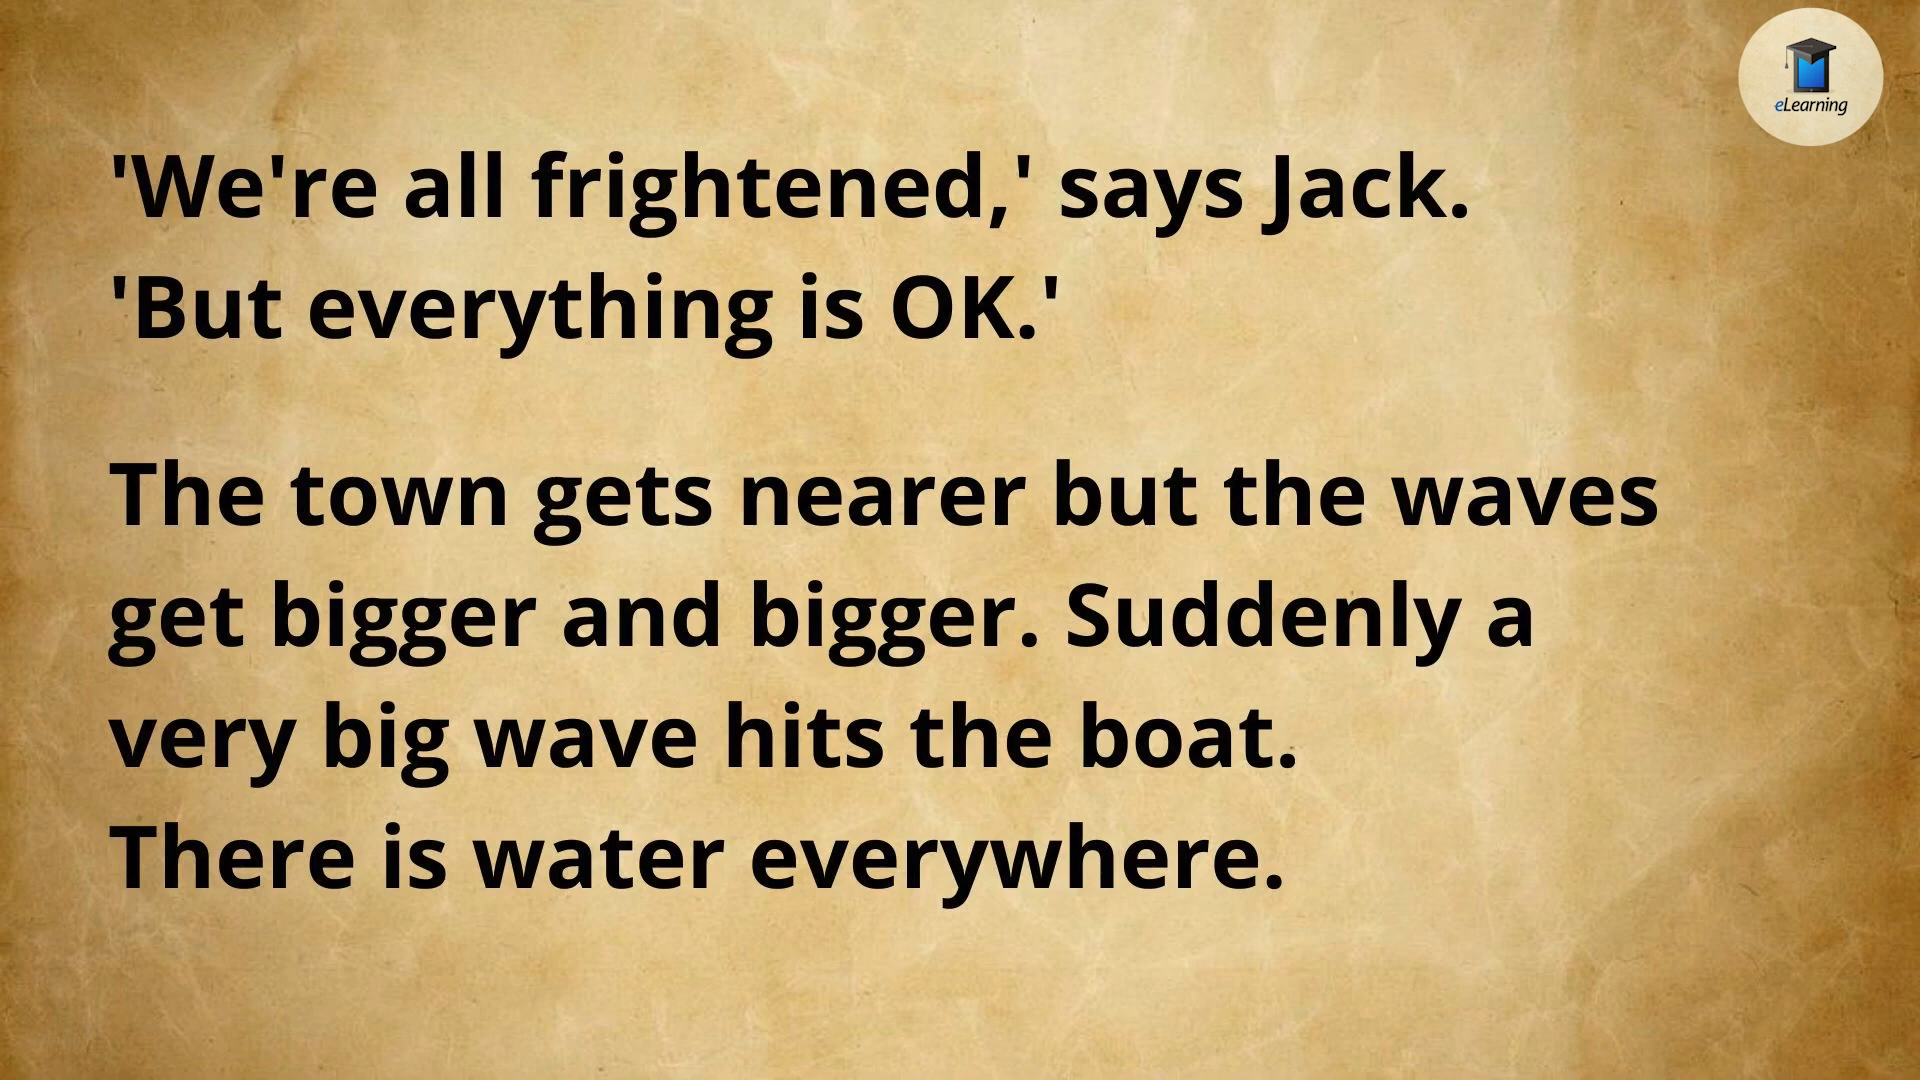 eLearning
'We're all frightened,' says Jack.
'But everything is OK.'
The town gets nearer but the waves
get bigger and bigger. Suddenly a
very big wave hits the boat.
There is water everywhere.